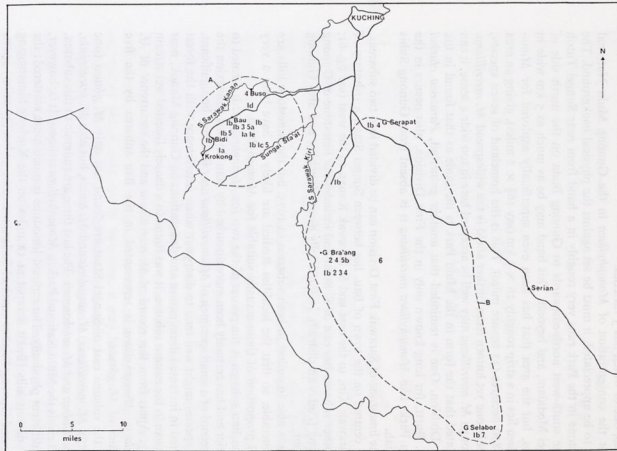 KUCHING
N
A
4 Buso
S Sarawak Kanan
Id
Ib Bau Ib
Ib 3 5a
Ib 5
Ia Ie
Ib Bidi
Ib Ic 5
Ia
Krokong
Sungai Sta'at
Ib 4 G Serapat
S Sarawak Kiri
Ib
G Bra'ang
2 4 5b
6
Ib 2 3 4
Serian
B
0 5 10
miles
G.Selabor
Ib 7